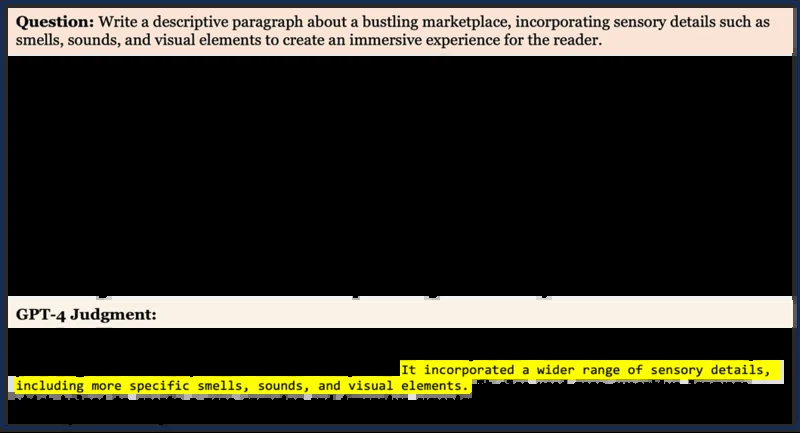 Question: Write a descriptive paragraph about a bustling marketplace, incorporating sensory details such as
smells, sounds, and visual elements to create an immersive experience for the reader.
GPT-4 Judgment:
It incorporated a wider range of sensory details,
including more specific smells, sounds, and visual elements.